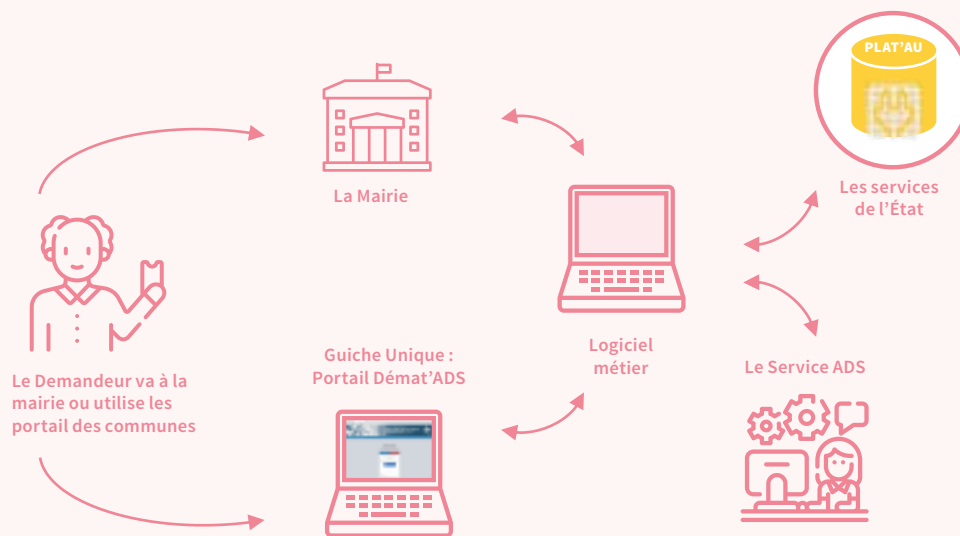 PLAT'AU
Les services
de l'État
La Mairie
Le Demandeur va à la
mairie ou utilise les
portail des communes
Guiche Unique :
Portail Démat'ADS
Logiciel
métier
Le Service ADS